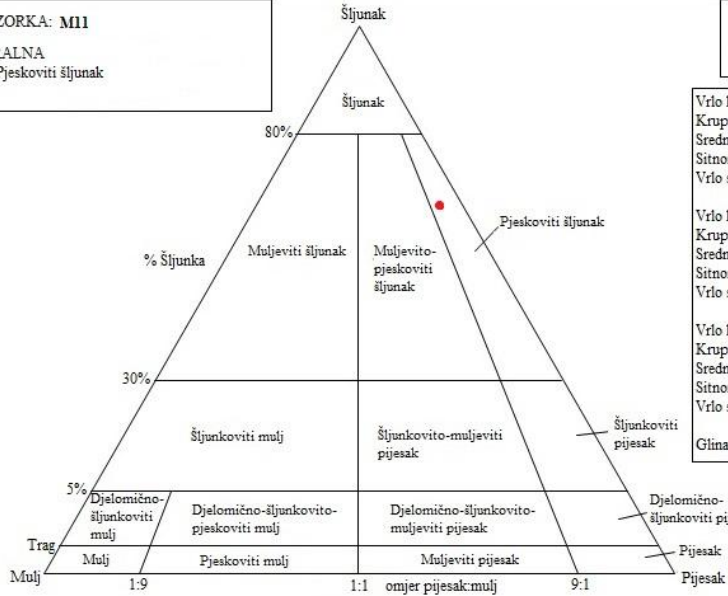 ZORKA: M11
ALNA
Pjeskoviti šljunak
Šljunak
Šljunak
80%
Pjeskoviti šljunak
% Šljunka
Muljeviti šljunak
Muljevito-
pjeskoviti
šljunak
30%
Šljunkoviti mulj
Šljunkovito-muljeviti
pijesak
Šljunkoviti
pijesak
5%
Djelomično-
šljunkoviti
mulj
Djelomično-šljunkovito-
pjeskoviti mulj
Djelomično-šljunkovito-
muljeviti pijesak
Djelomično-
šljunkoviti pij
Trag
Mulj
Pjeskoviti mulj
Muljeviti pijesak
Pijesak
Mulj
1:9
1:1
omjer pijesak:mulj
9:1
Pijesak
Vrlo
Krup
Sredn
Sitno
Vrlo s
Vrlo
Krup
Sredn
Sitno
Vrlo s
Vrlo
Krup
Sredn
Sitno
Vrlo s
Glina